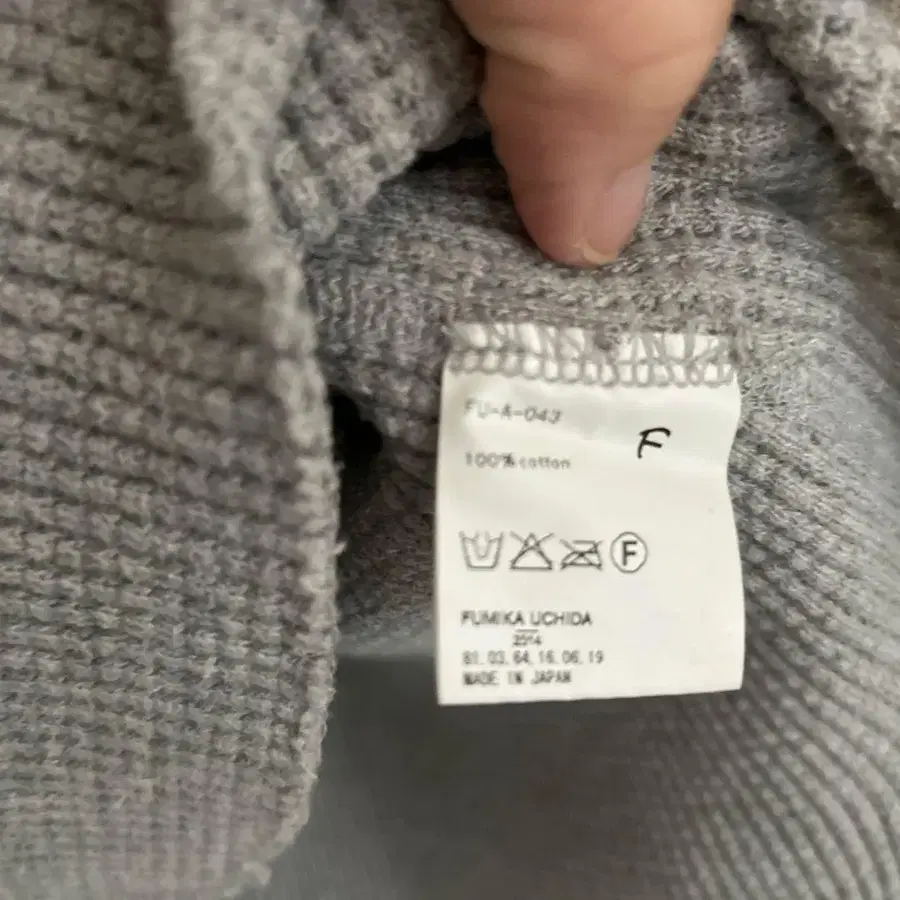 FU-A-043
F
100% cotton
F
FUMIKA UCHIDA
2514
81.03.64.16.06.19
MADE IN JAPAN